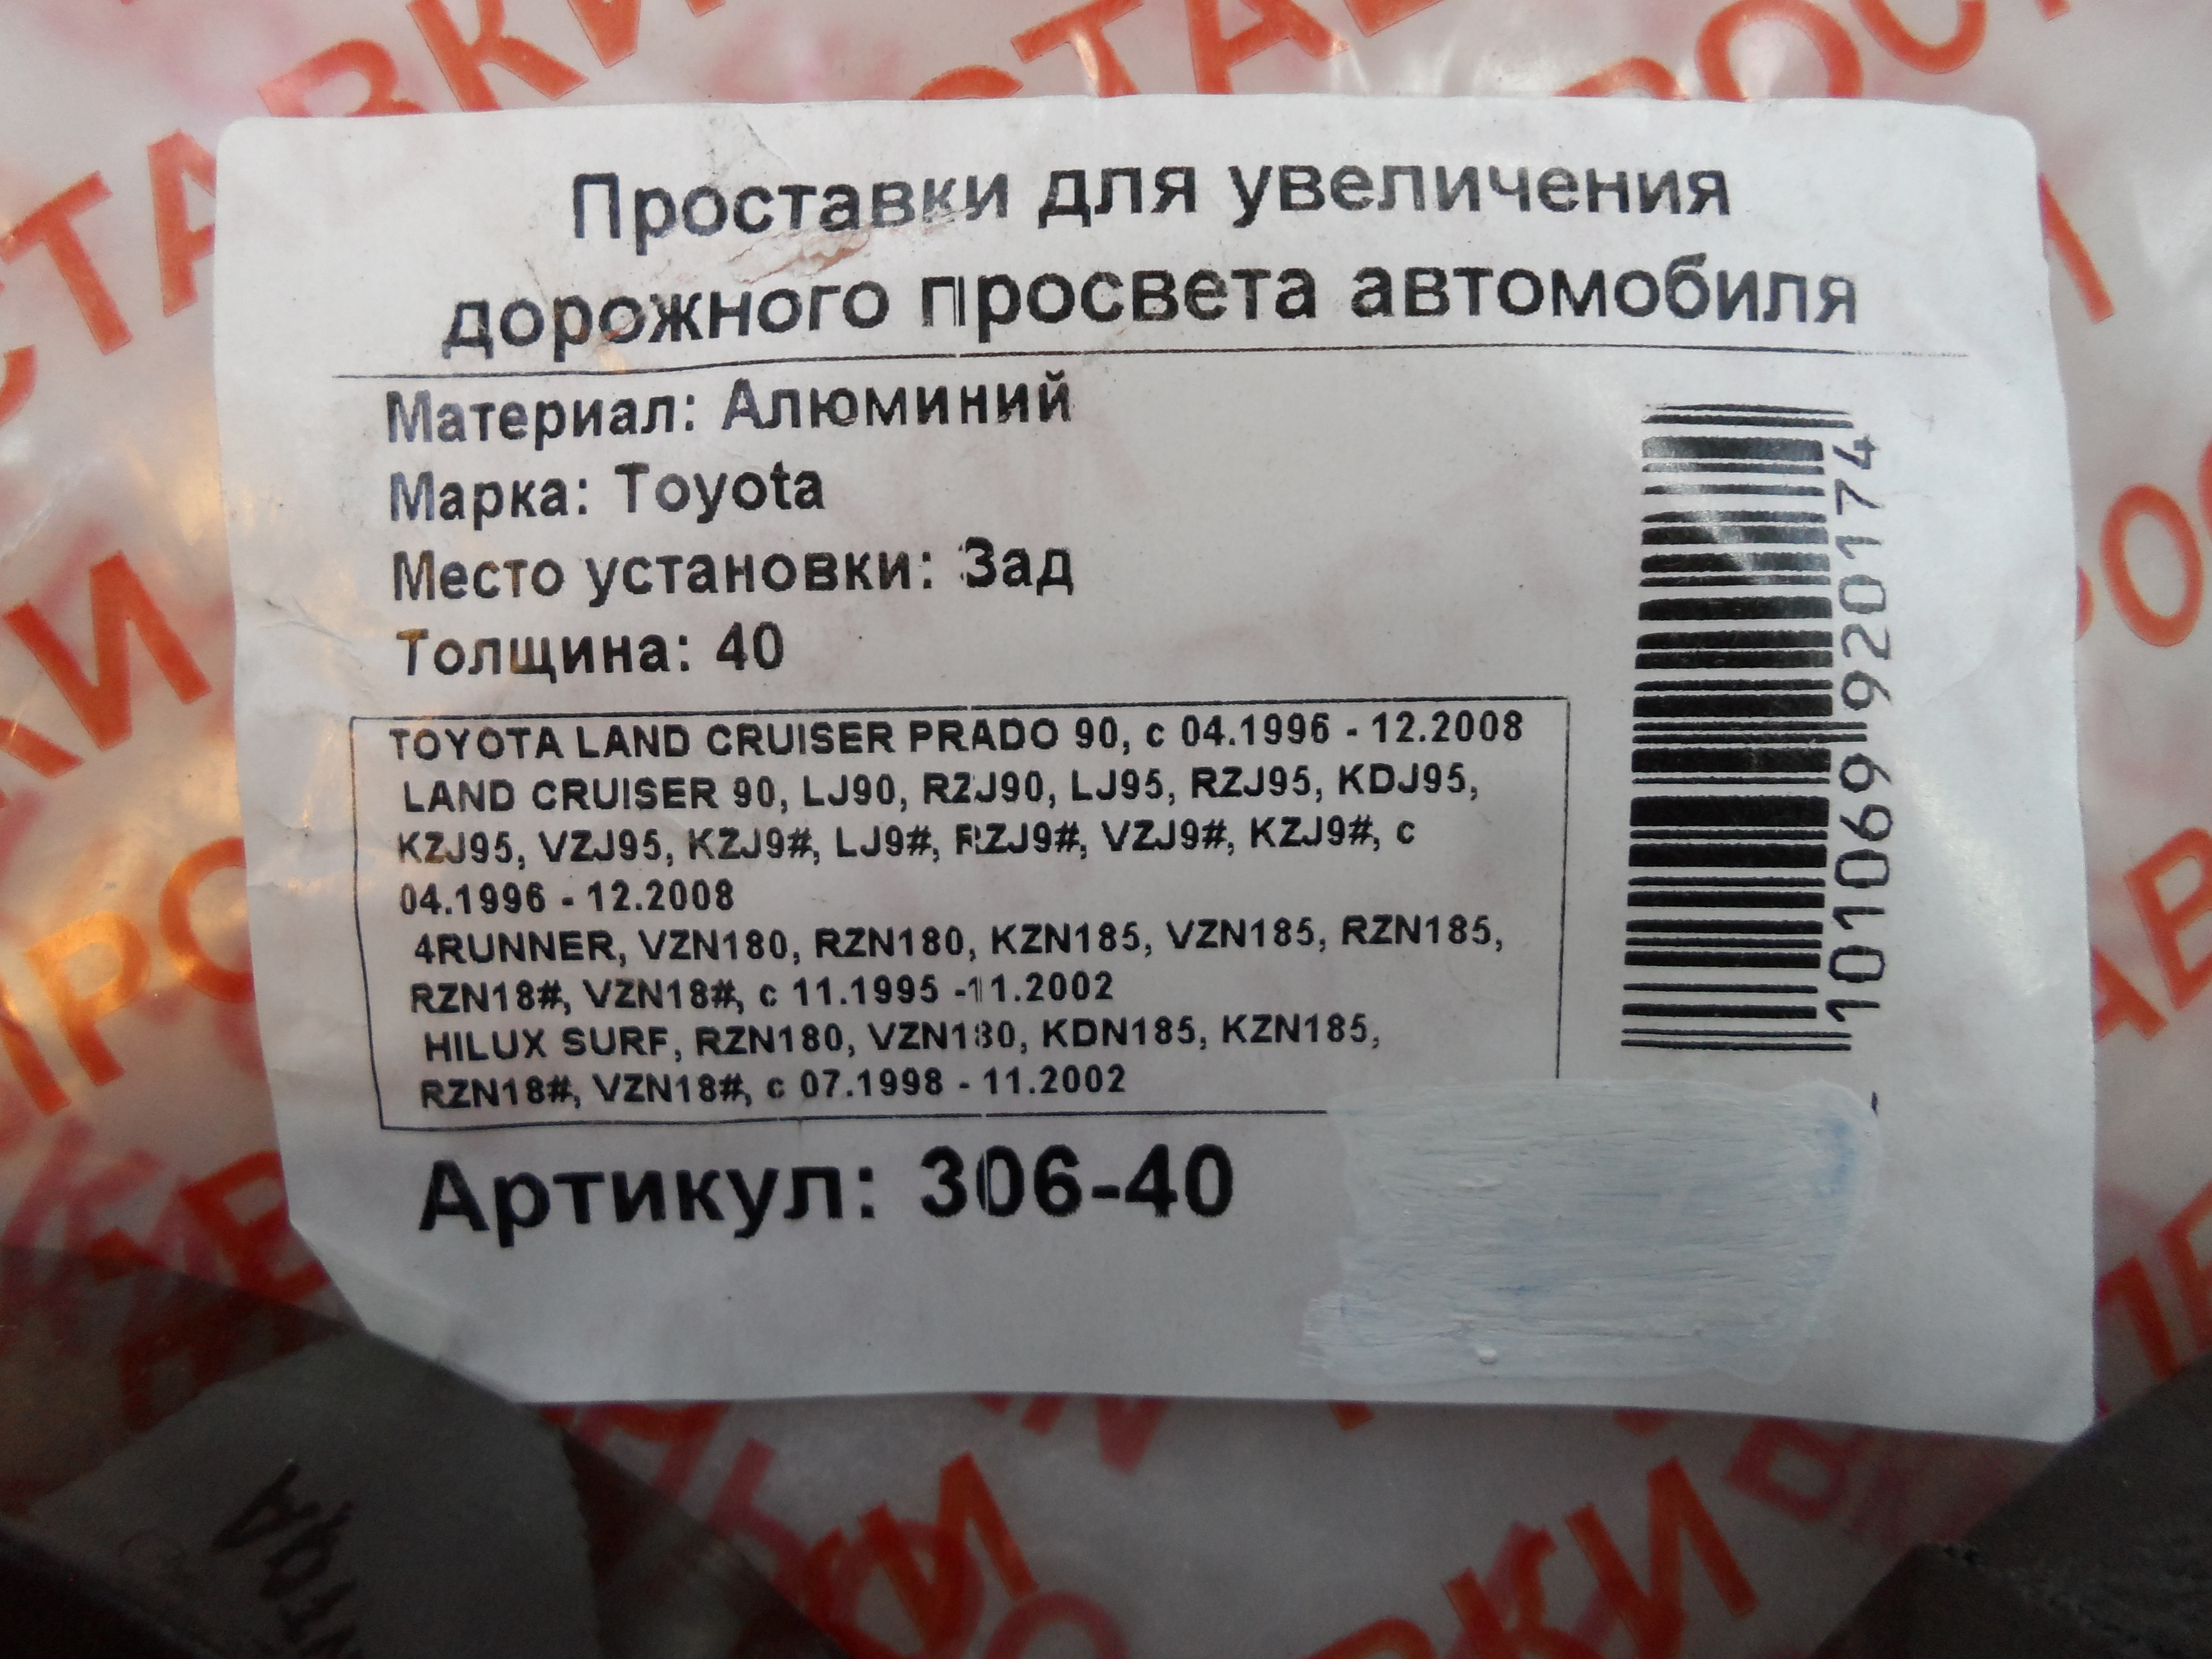 Проставки для увеличения
дорожного просвета автомобиля
Материал: Алюминий
Марка: Toyota
Место установки: Зад
Толщина: 40
TOYOTA LAND CRUISER PRADO 90, с 04.1996 - 12.2008
LAND CRUISER 90, LJ90, RZJ90, LJ95, RZJ95, KDJ95,
KZJ95, VZJ95, KZJ9#, LJ9#, RZJ9#, VZJ9#, KZJ9#, с
04.1996 - 12.2008
4RUNNER, VZN180, RZN180, KZN185, VZN185, RZN185,
RZN18#, VZN18#, с 11.1995 -11.2002
HILUX SURF, RZN180, VZN180, KDN185, KZN185,
RZN18#, VZN18#, с 07.1998 - 11.2002
Артикул: 306-40
101069 920174